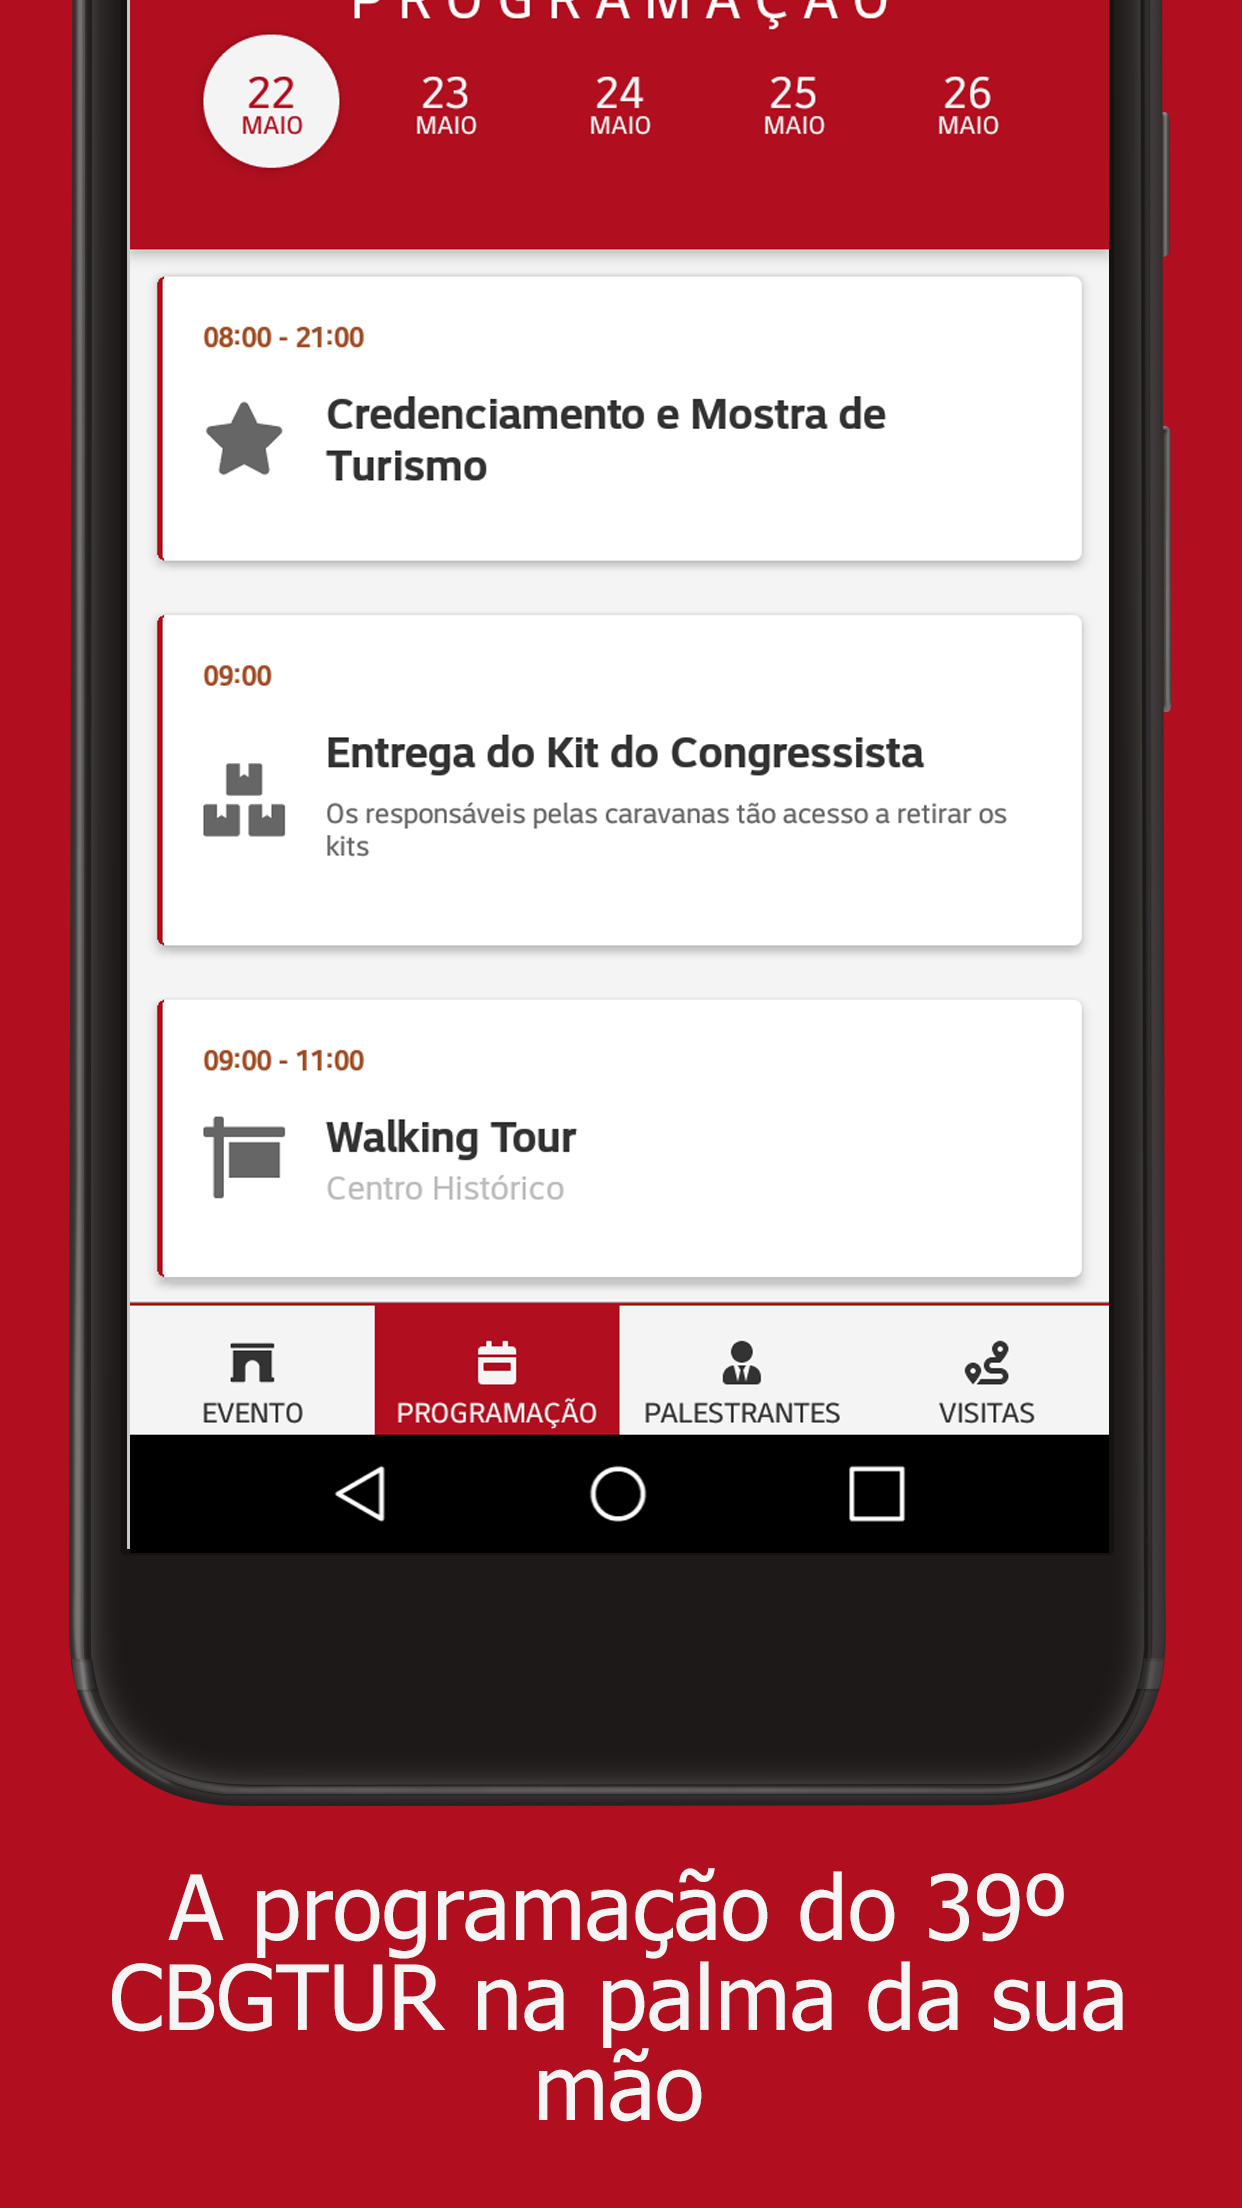 PROGRAMAÇÃO
22 23 24 25 26
MAIO MAIO MAIO MAIO MAIO
08:00 - 21:00
Credenciamento e Mostra de
Turismo
09:00
Entrega do Kit do Congressista
Os responsáveis pelas caravanas tão acesso a retirar os
kits
09:00 - 11:00
Walking Tour
Centro Histórico
EVENTO PROGRAMAÇÃO PALESTRANTES VISITAS
A programação do 39º
CBGTUR na palma da sua
mão